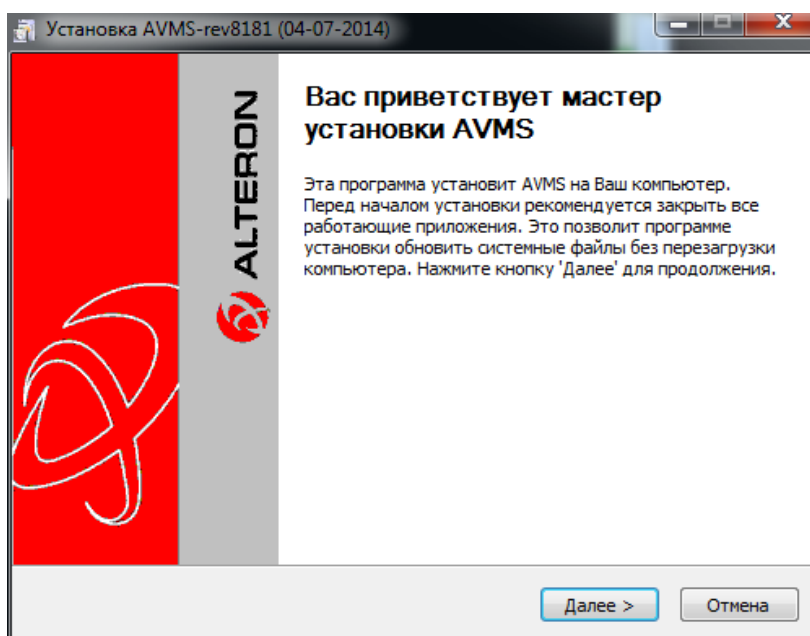 Установка AVMS-rev8181 (04-07-2014)
ALTERON
Вас приветствует мастер
установки AVMS
Эта программа установит AVMS на Ваш компьютер.
Перед началом установки рекомендуется закрыть все
работающие приложения. Это позволит программе
установки обновить системные файлы без перезагрузки
компьютера. Нажмите кнопку 'Далее' для продолжения.
Далее >
Отмена